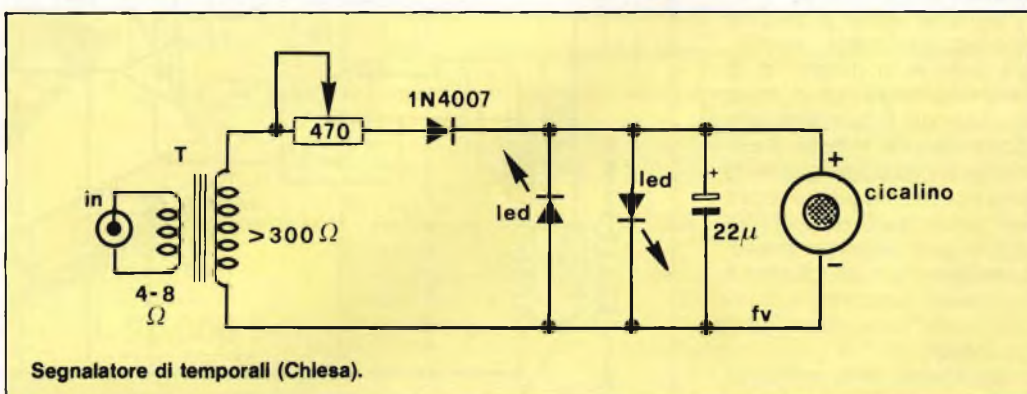 1N4007
470
T
in
>300 Ω
4-8
Ω
led
led
+
22μ
+
cicalino
-
fv
Segnalatore di temporali (Chiesa).